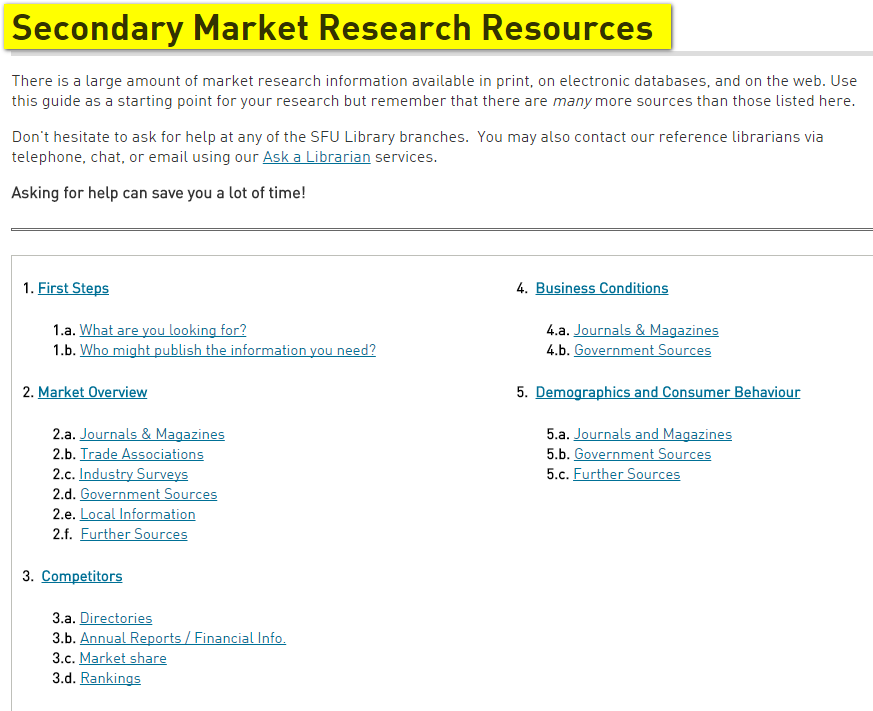 Secondary Market Research Resources
There is a large amount of market research information available in print, on electronic databases, and on the web. Use
this guide as a starting point for your research but remember that there are many more sources than those listed here.
Don't hesitate to ask for help at any of the SFU Library branches. You may also contact our reference librarians via
telephone, chat, or email using our Ask a Librarian services.
Asking for help can save you a lot of time!
1. First Steps
1.a. What are you looking for?
1.b. Who might publish the information you need?
2. Market Overview
2.a. Journals & Magazines
2.b. Trade Associations
2.c. Industry Surveys
2.d. Government Sources
2.e. Local Information
2.f. Further Sources
3. Competitors
3.a. Directories
3.b. Annual Reports / Financial Info.
3.c. Market share
3.d. Rankings
4. Business Conditions
4.a. Journals & Magazines
4.b. Government Sources
5. Demographics and Consumer Behaviour
5.a. Journals and Magazines
5.b. Government Sources
5.c. Further Sources